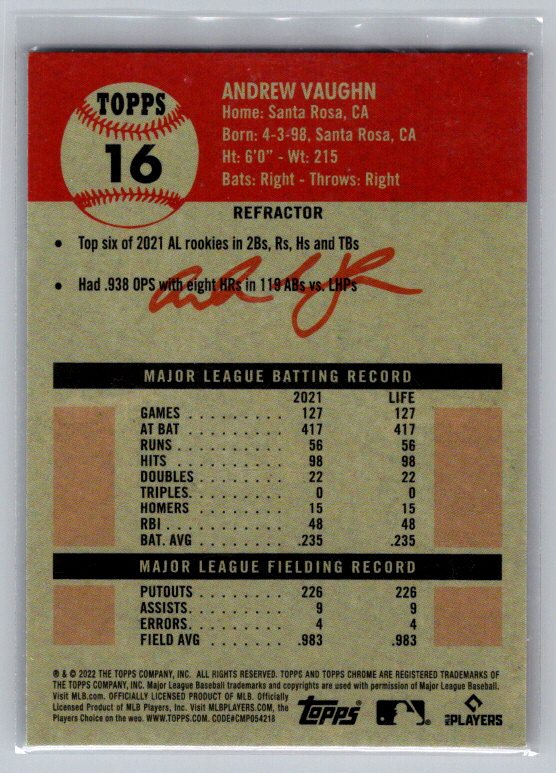 TOPPS
16
ANDREW VAUGHN
Home: Santa Rosa, CA
Born: 4-3-98, Santa Rosa, CA
Ht: 6'0" - Wt: 215
Bats: Right - Throws: Right
REFRACTOR
• Top six of 2021 AL rookies in 2Bs, Rs, Hs and TBs
• Had .938 OPS with eight HRs in 119 ABs vs. LHPs
MAJOR LEAGUE BATTING RECORD
2021 LIFE
GAMES . . . . . . . . . 127 127
AT BAT . . . . . . . . . 417 417
RUNS . . . . . . . . . 56 56
HITS . . . . . . . . . 98 98
DOUBLES . . . . . . . . . 22 22
TRIPLES. . . . . . . . . 0 0
HOMERS . . . . . . . . . 15 15
RBI . . . . . . . . . 48 48
BAT. AVG . . . . . . . . . .235 .235
MAJOR LEAGUE FIELDING RECORD
PUTOUTS . . . . . . . . . 226 226
ASSISTS. . . . . . . . . 9 9
ERRORS . . . . . . . . . 4 4
FIELD AVG . . . . . . . . . .983 .983
® & © 2022 THE TOPPS COMPANY, INC. ALL RIGHTS RESERVED. TOPPS AND TOPPS CHROME ARE REGISTERED TRADEMARKS OF
THE TOPPS COMPANY, INC. Major League Baseball trademarks and copyrights are used with permission of Major League Baseball.
Visit MLB.com. OFFICIALLY LICENSED PRODUCT OF MLB. Officially
Licensed Product of MLB Players, Inc. Visit MLBPLAYERS.COM, the
Players Choice on the weo. WWW.TOPPS.COM. CODE#CMP054218
Topps
MLB PLAYERS